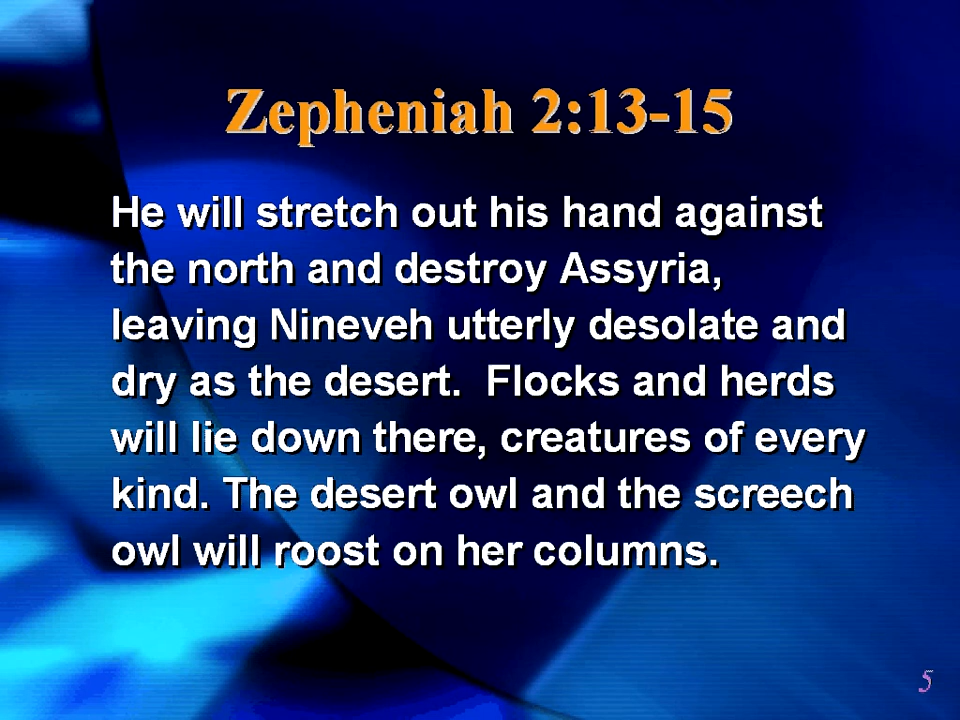 Zepheniah 2:13-15
He will stretch out his hand against
the north and destroy Assyria,
leaving Nineveh utterly desolate and
dry as the desert.  Flocks and herds
will lie down there, creatures of every
kind. The desert owl and the screech
owl will roost on her columns.
5